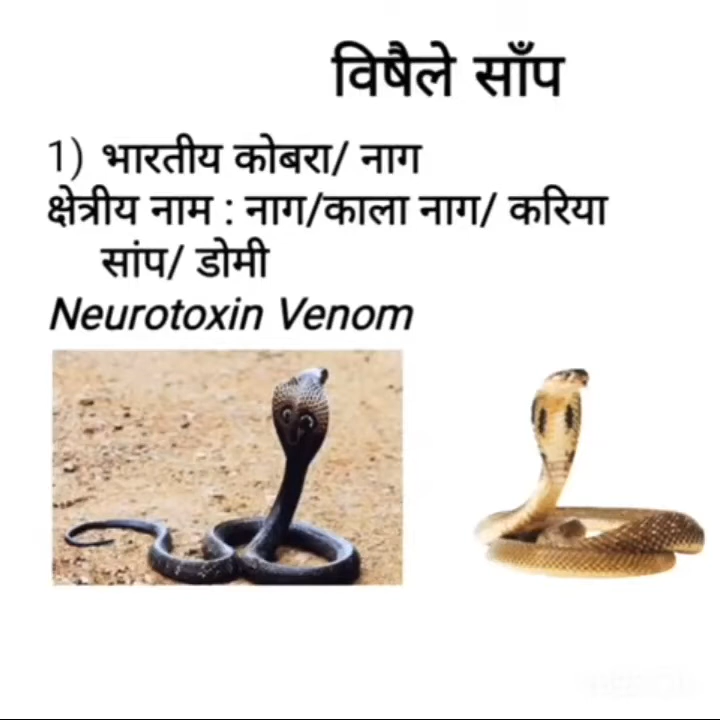 विषैले साँप
1) भारतीय कोबरा/ नाग
क्षेत्रीय नाम : नाग/काला नाग/ करिया
सांप/ डोमी
Neurotoxin Venom